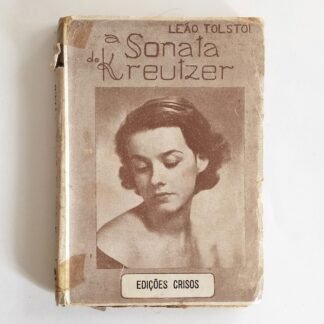 LEÃO TOLSTOI
a Sonata
de Kreutzer
EDIÇÕES CRISOS